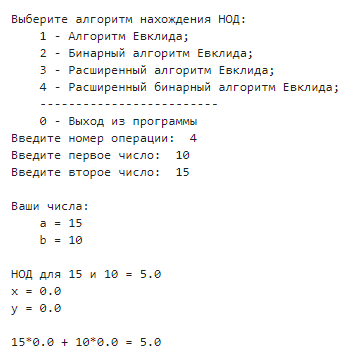 Выберите алгоритм нахождения НОД:
    1 - Алгоритм Евклида;
    2 - Бинарный алгоритм Евклида;
    3 - Расширенный алгоритм Евклида;
    4 - Расширенный бинарный алгоритм Евклида;
    -------------------------
    0 - Выход из программы
Введите номер операции:  4
Введите первое число:  10
Введите второе число:  15

Ваши числа:
    a = 15
    b = 10

НОД для 15 и 10 = 5.0
x = 0.0
y = 0.0

15*0.0 + 10*0.0 = 5.0